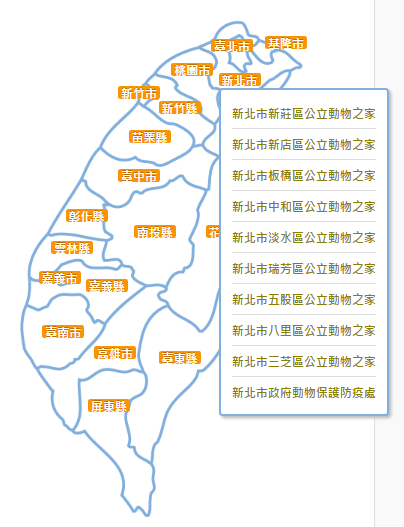 臺北市
基隆市
桃園市
新北市
新竹市
新竹縣
苗栗縣
臺中市
彰化縣
南投縣
花
雲林縣
嘉義市
嘉義縣
臺南市
高雄市
臺東縣
屏東縣
新北市新莊區公立動物之家
新北市新店區公立動物之家
新北市板橋區公立動物之家
新北市中和區公立動物之家
新北市淡水區公立動物之家
新北市瑞芳區公立動物之家
新北市五股區公立動物之家
新北市八里區公立動物之家
新北市三芝區公立動物之家
新北市政府動物保護防疫處